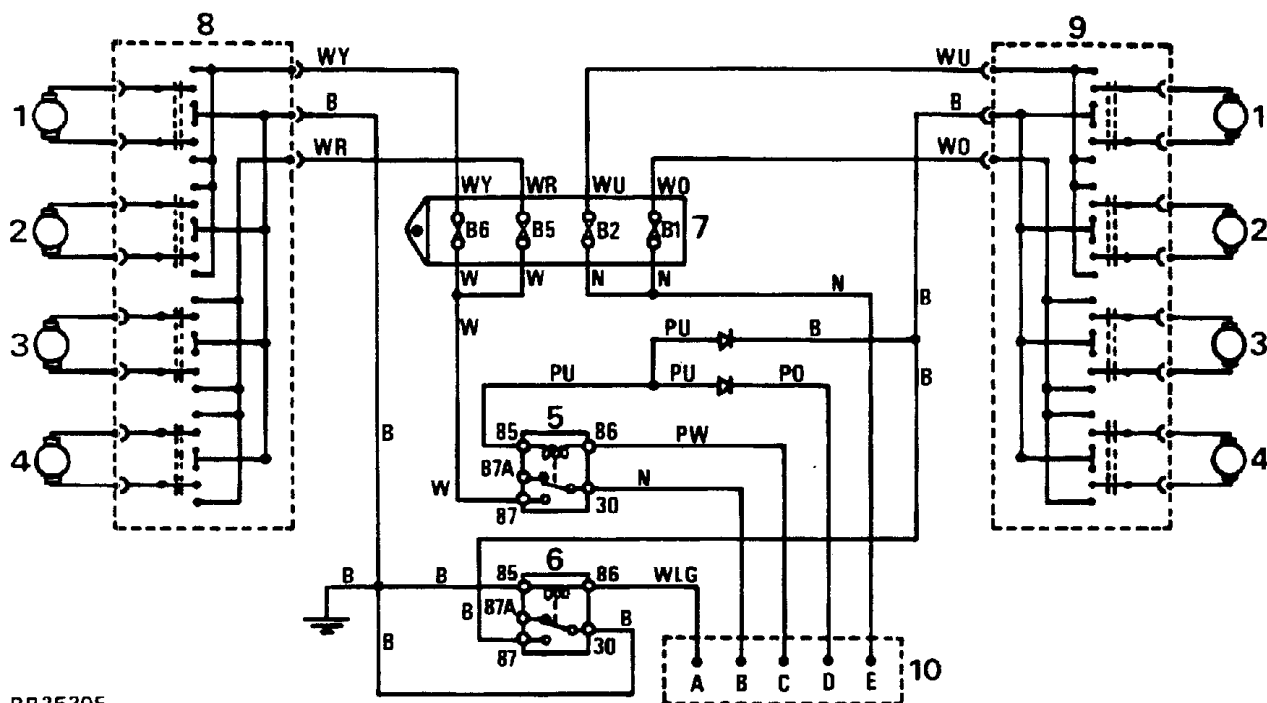 8 9
WY WU
1 B B 1
WR WO
WY WR WU WO
2 B6 B5 B2 B1 7 2
W W N N N
W B
PU B
3 3
PU PU PO B
5
85 86 PW
B
4 87A 4
W N
87 30
6
B B 85 86 WLG
B 87A B
B 87 30
A B C D E 10